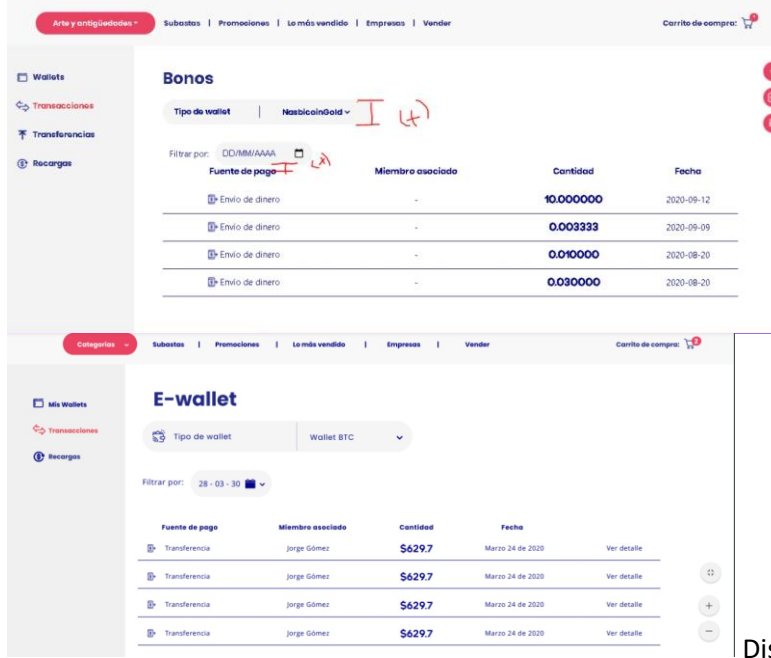 Arte y antigüedades Subastas | Promociones | Lo más vendido | Empresas | Vender Carrito de compra:
Wallets
Transacciones
Transferencias
Recargas
Bonos
Tipo de wallet | NasbicoinGold
I (+)
Filtrar por: DD/MM/AAAA
I (x)
Fuente de pago Miembro asociado Cantidad Fecha
Envio de dinero - 10.000000 2020-09-12
Envio de dinero - 0.003333 2020-09-09
Envio de dinero - 0.010000 2020-08-20
Envio de dinero - 0.030000 2020-08-20
Categorías Subastas | Promociones | Lo más vendido | Empresas | Vender Carrito de compra: 2
Mis Wallets
Transacciones
Recargas
E-wallet
Tipo de wallet Wallet BTC
Filtrar por: 28 - 03 - 30
Fuente de pago Miembro asociado Cantidad Fecha
Transferencia Jorge Gómez $629.7 Marzo 24 de 2020 Ver detalle
Transferencia Jorge Gómez $629.7 Marzo 24 de 2020 Ver detalle
Transferencia Jorge Gómez $629.7 Marzo 24 de 2020 Ver detalle
Transferencia Jorge Gómez $629.7 Marzo 24 de 2020 Ver detalle
Dis